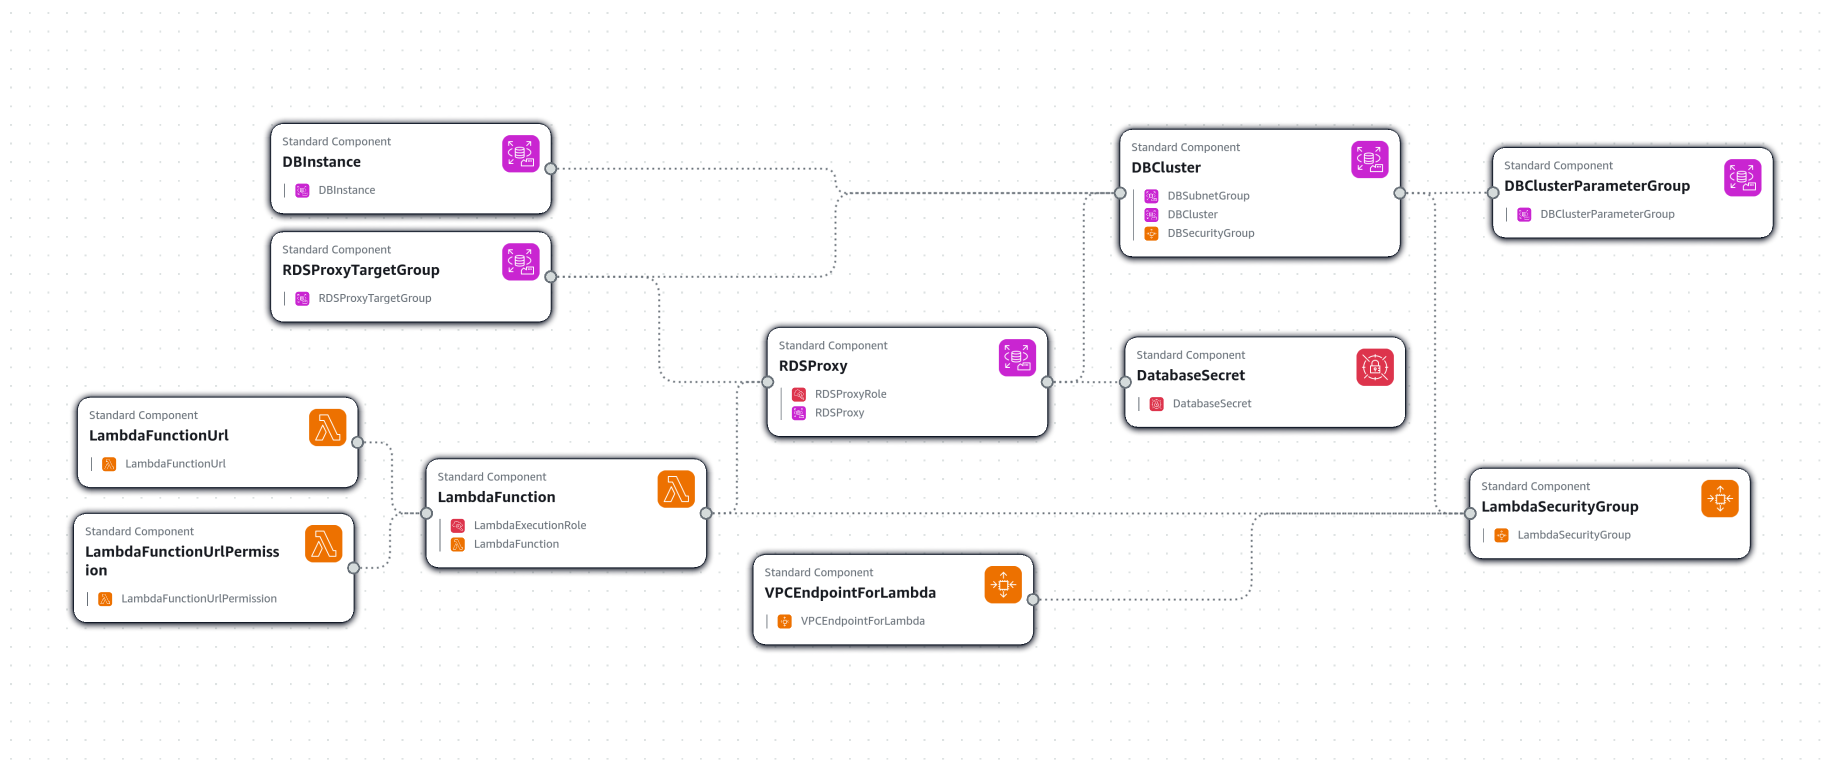 Standard Component
DBInstance
DBInstance
Standard Component
RDSProxyTargetGroup
RDSProxyTargetGroup
Standard Component
DBCluster
DBSubnetGroup
DBCluster
DBSecurityGroup
Standard Component
DBClusterParameterGroup
DBClusterParameterGroup
Standard Component
RDSProxy
RDSProxyRole
RDSProxy
Standard Component
DatabaseSecret
DatabaseSecret
Standard Component
LambdaFunctionUrl
LambdaFunctionUrl
Standard Component
LambdaFunction
LambdaExecutionRole
LambdaFunction
Standard Component
LambdaSecurityGroup
LambdaSecurityGroup
Standard Component
LambdaFunctionUrlPermiss
ion
LambdaFunctionUrlPermission
Standard Component
VPCEndpointForLambda
VPCEndpointForLambda